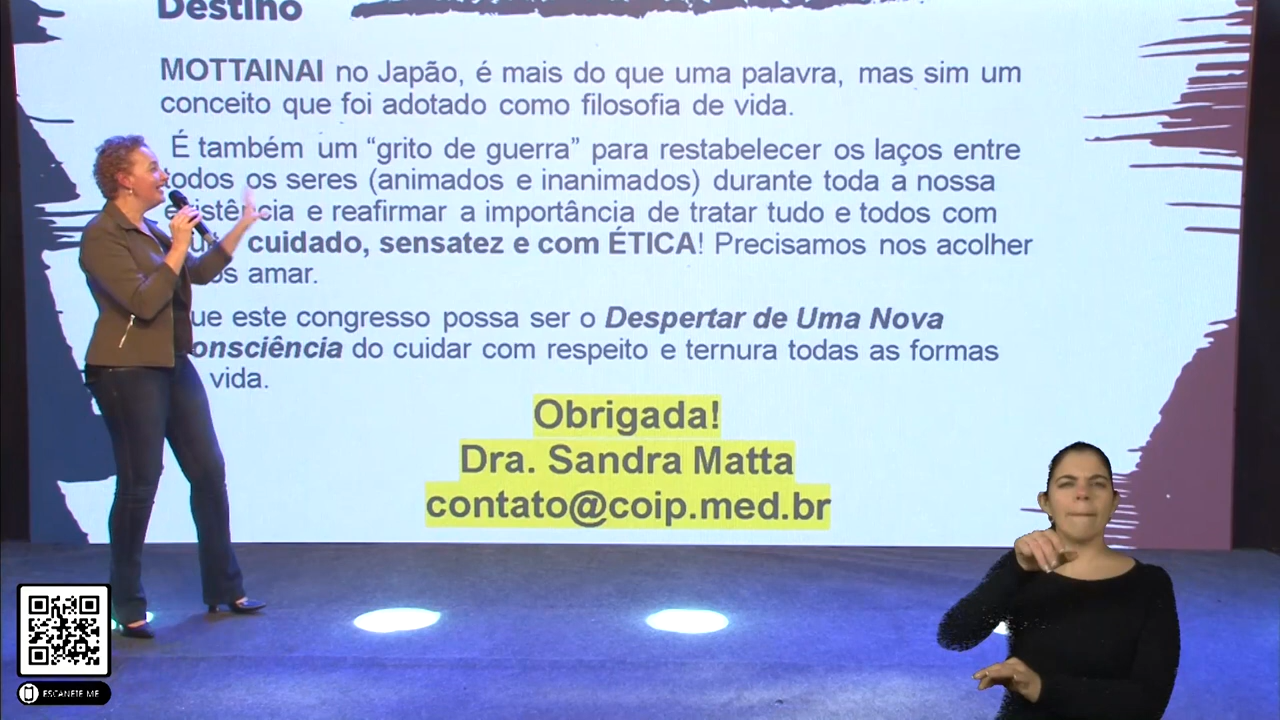 Destino
MOTTAINAI no Japão, é mais do que uma palavra, mas sim um
conceito que foi adotado como filosofia de vida.
É também um “grito de guerra” para restabelecer os laços entre
todos os seres (animados e inanimados) durante toda a nossa
existência e reafirmar a importância de tratar tudo e todos com
cuidado, sensatez e com ÉTICA! Precisamos nos acolher
amar.
ue este congresso possa ser o Despertar de Uma Nova
onsciência do cuidar com respeito e ternura todas as formas
vida.
Obrigada!
Dra. Sandra Matta
contato@coip.med.br
ESCANEIE ME